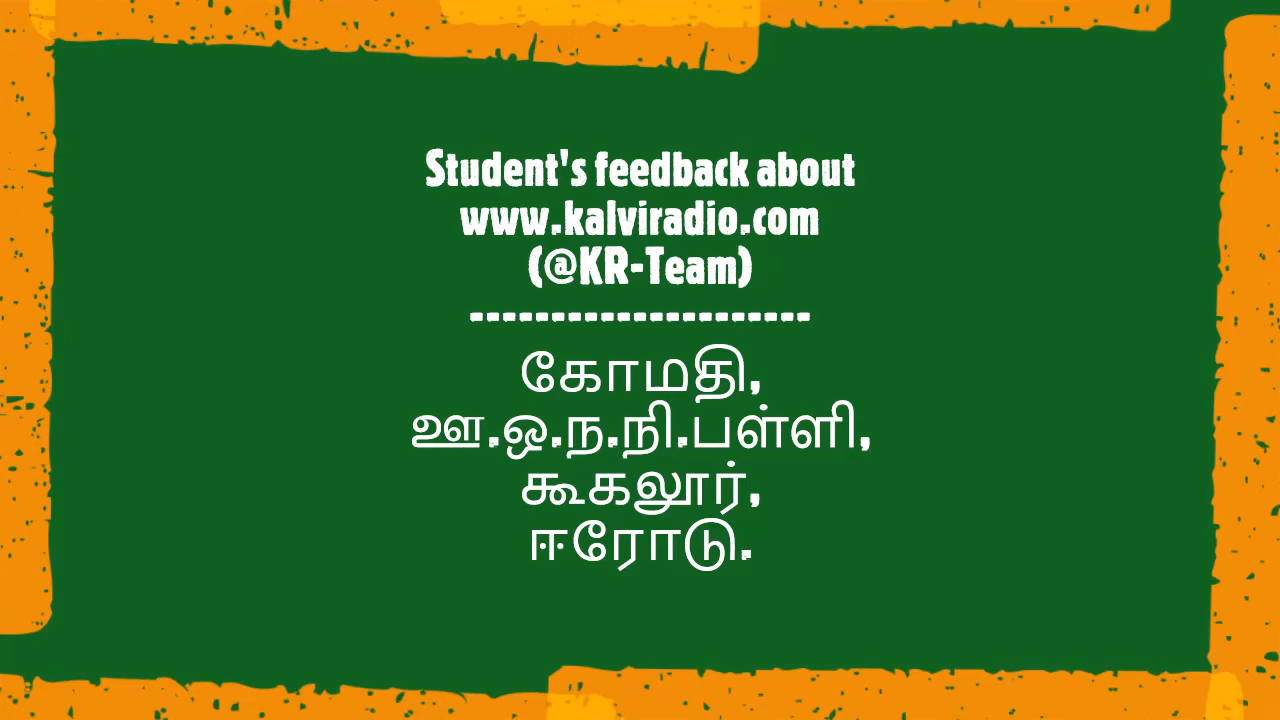 Student's feedback about
www.kalviradio.com
(@KR-Team)
---------------------
கோமதி,
ஊ.ஒ.ந.நி.பள்ளி,
கூகலூர்,
ஈரோடு.